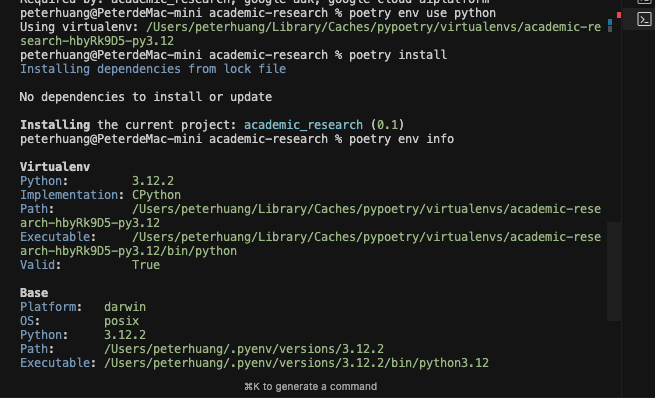 Required by: academic_research, google-adk, google-cloud-aiplatform
peterhuang@PeterdeMac-mini academic-research % poetry env use python
Using virtualenv: /Users/peterhuang/Library/Caches/pypoetry/virtualenvs/academic-re
search-hbyRk9D5-py3.12
peterhuang@PeterdeMac-mini academic-research % poetry install
Installing dependencies from lock file

No dependencies to install or update

Installing the current project: academic_research (0.1)
peterhuang@PeterdeMac-mini academic-research % poetry env info

Virtualenv
Python:         3.12.2
Implementation: CPython
Path:           /Users/peterhuang/Library/Caches/pypoetry/virtualenvs/academic-rese
arch-hbyRk9D5-py3.12
Executable:     /Users/peterhuang/Library/Caches/pypoetry/virtualenvs/academic-rese
arch-hbyRk9D5-py3.12/bin/python
Valid:          True

Base
Platform:   darwin
OS:         posix
Python:     3.12.2
Path:       /Users/peterhuang/.pyenv/versions/3.12.2
Executable: /Users/peterhuang/.pyenv/versions/3.12.2/bin/python3.12
⌘K to generate a command